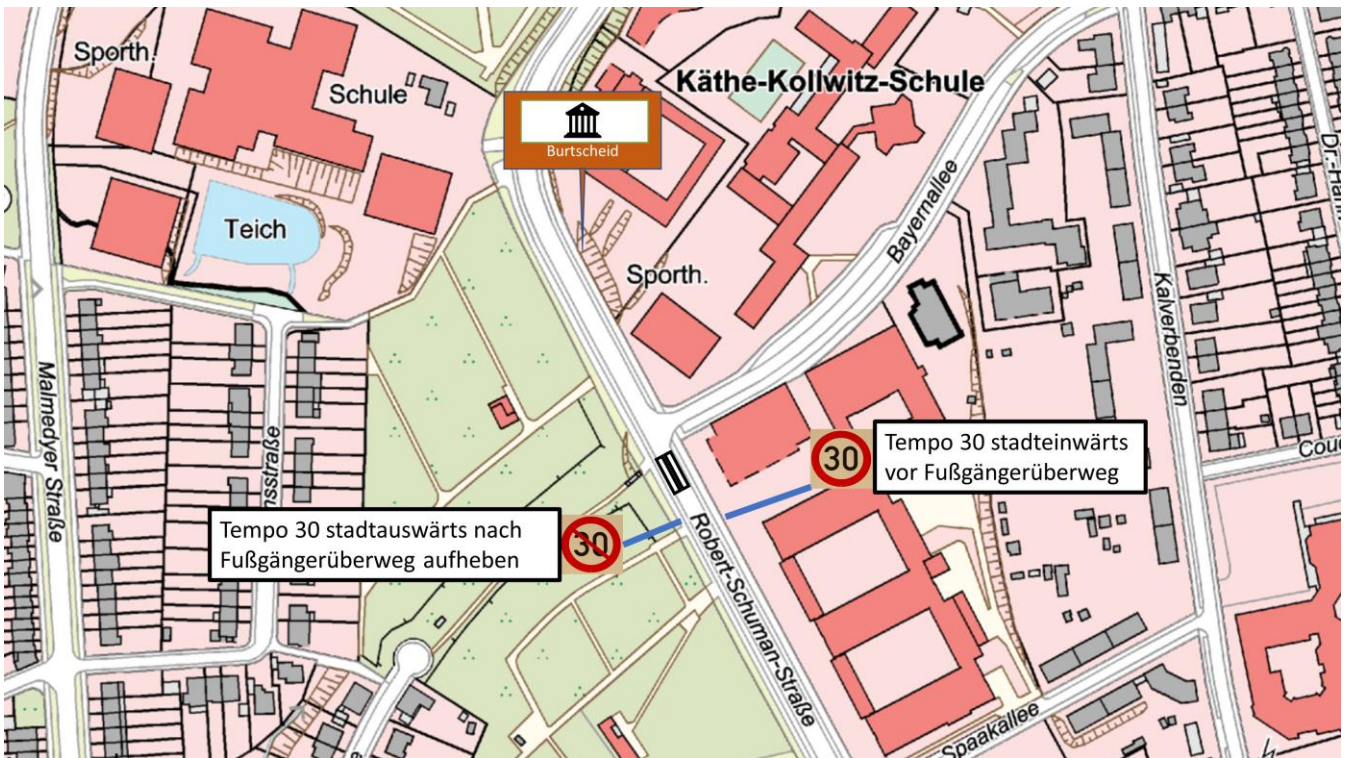 Sporth.
Schule
Käthe-Kollwitz-Schule
Burtscheid
Teich
Sporth.
Bayernallee
Kalverbenden
Malmedyer Straße
30
Tempo 30 stadteinwärts
vor Fußgängerüberweg
Tempo 30 stadtauswärts nach
Fußgängerüberweg aufheben
30
Robert-Schuman-Straße
Spaakallee